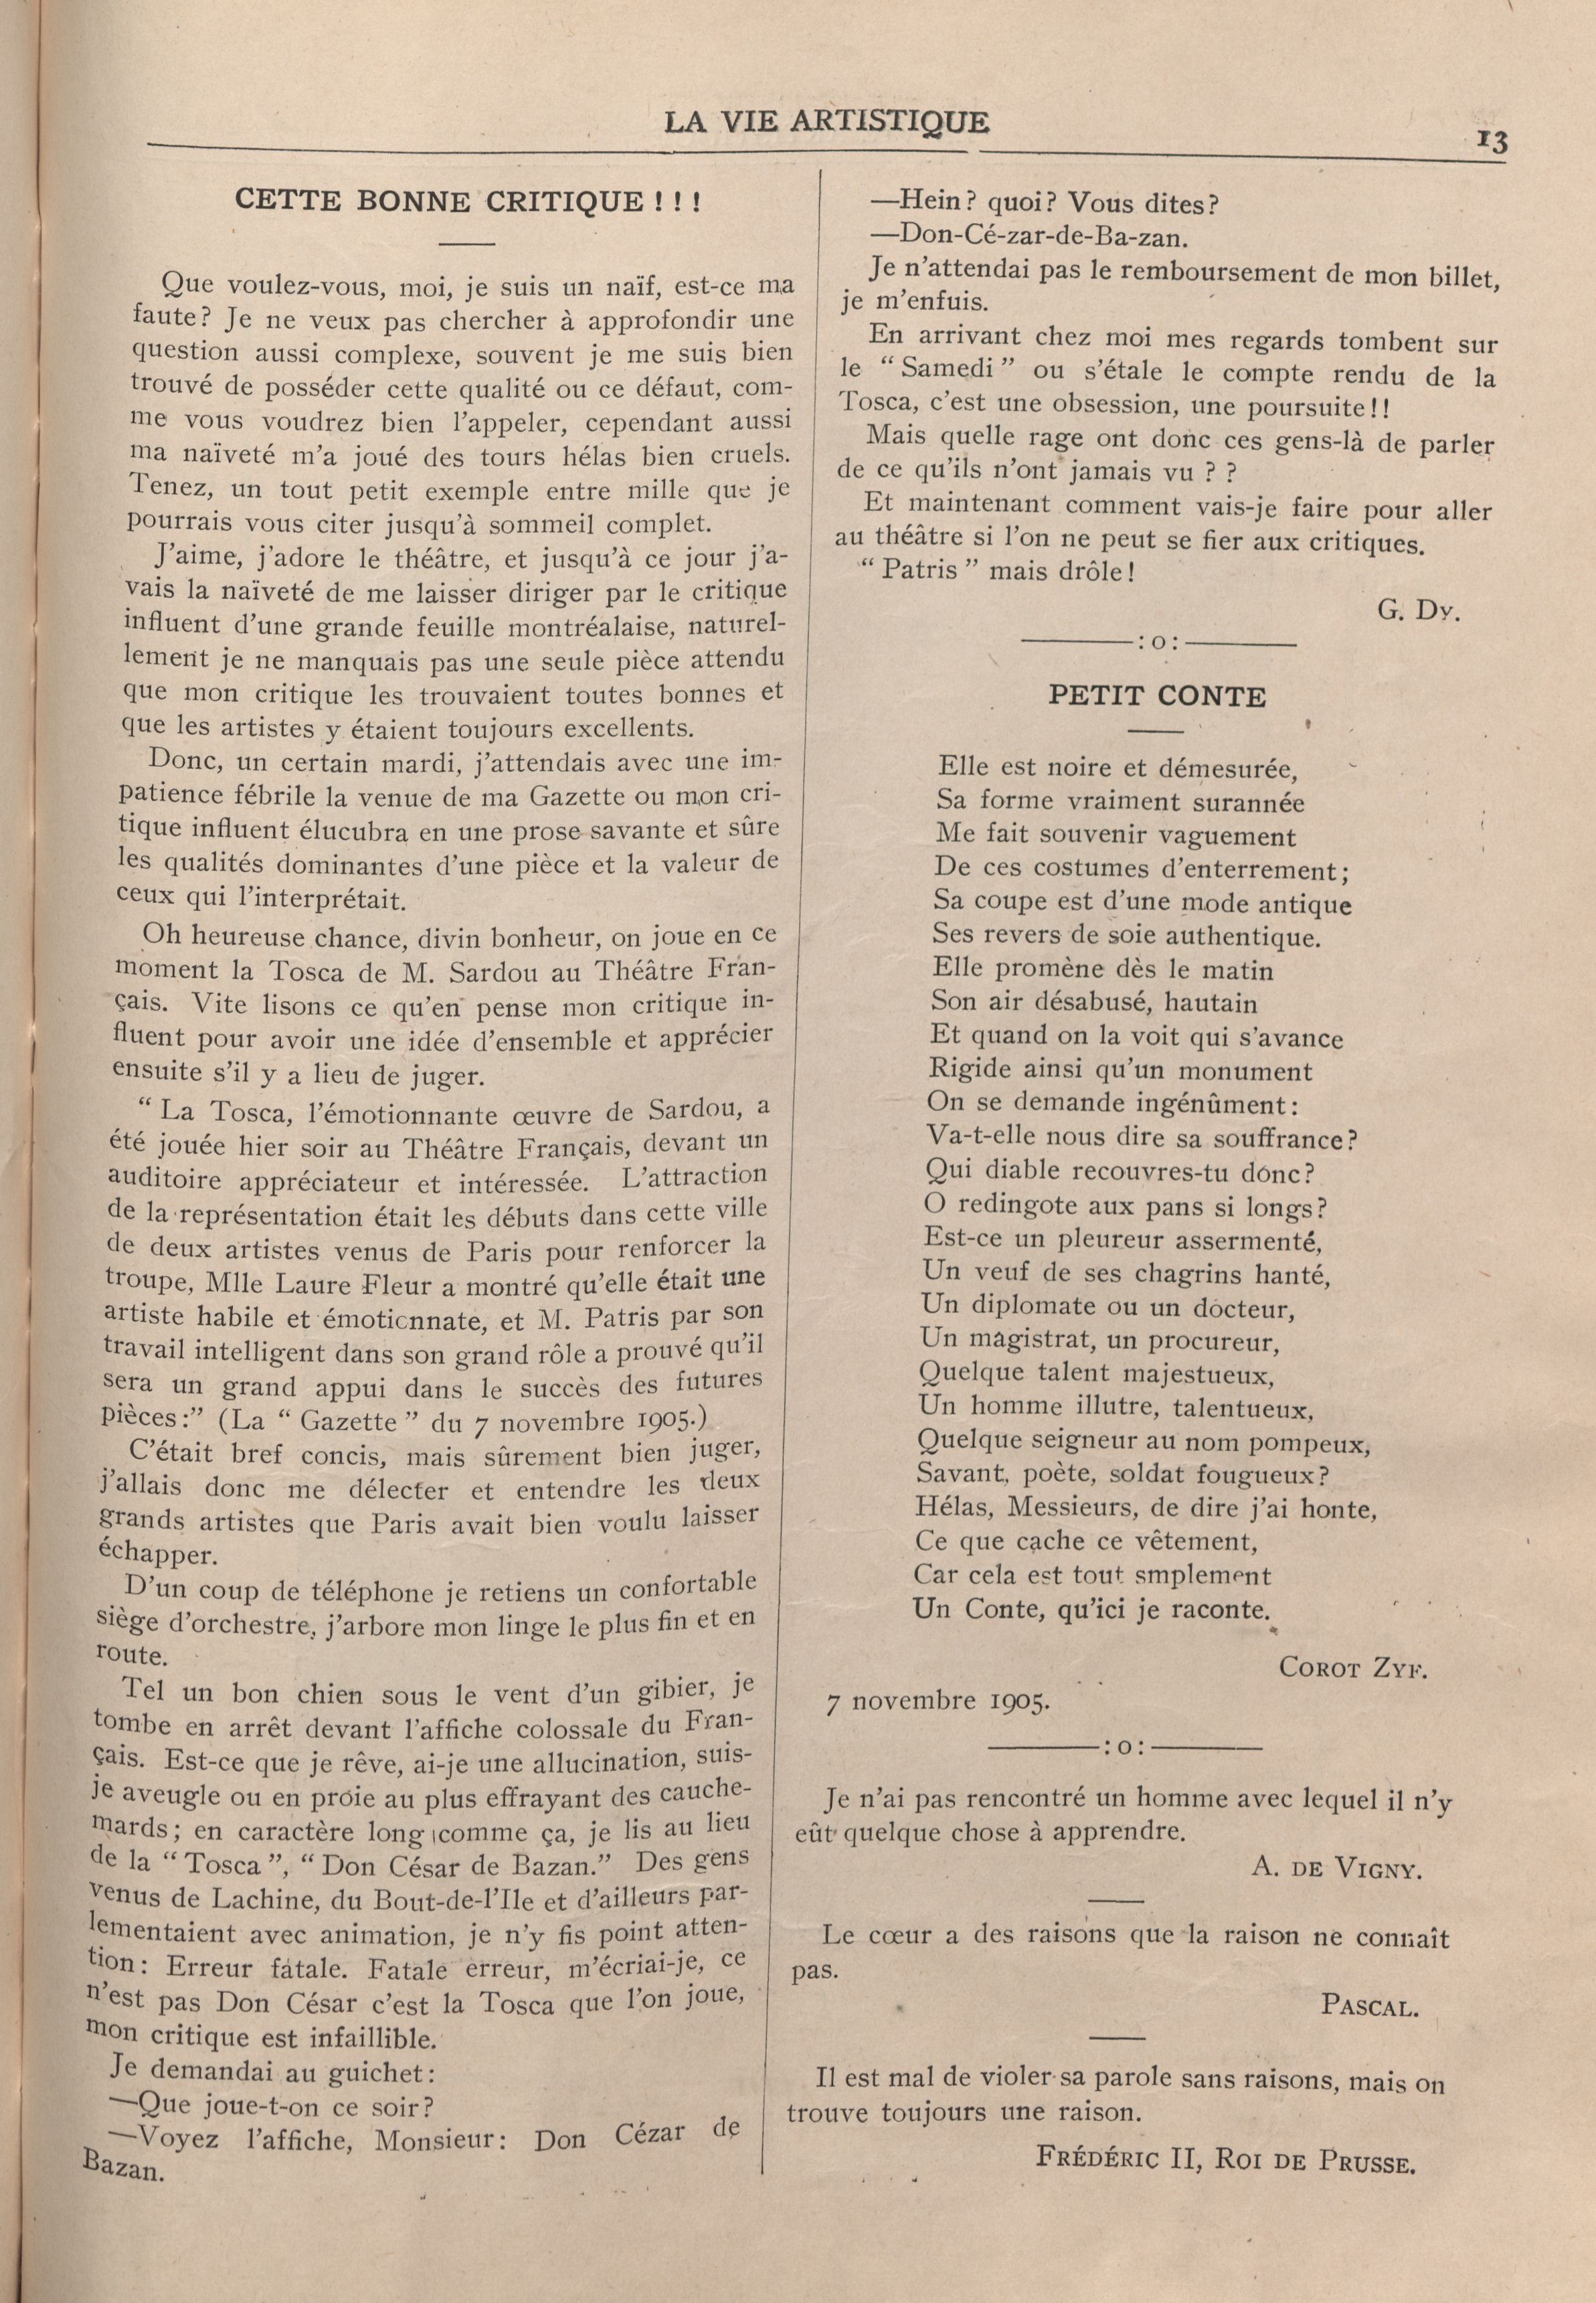 LA VIE ARTISTIQUE
13
CETTE BONNE CRITIQUE ! ! !
Que voulez-vous, moi, je suis un naïf, est-ce ma
faute? Je ne veux pas chercher à approfondir une
question aussi complexe, souvent je me suis bien
trouvé de posséder cette qualité ou ce défaut, com-
me vous voudrez bien l'appeler, cependant aussi
ma naïveté m'a joué des tours hélas bien cruels.
Tenez, un tout petit exemple entre mille que je
pourrais vous citer jusqu'à sommeil complet.
J'aime, j'adore le théâtre, et jusqu'à ce jour j'a-
vais la naïveté de me laisser diriger par le critique
influent d'une grande feuille montréalaise, naturel-
lement je ne manquais pas une seule pièce attendu
que mon critique les trouvaient toutes bonnes et
que les artistes y étaient toujours excellents.
Donc, un certain mardi, j'attendais avec une im-
patience fébrile la venue de ma Gazette ou mon cri-
tique influent élucubra en une prose savante et sûre
les qualités dominantes d'une pièce et la valeur de
ceux qui l'interprétait.
Oh heureuse chance, divin bonheur, on joue en ce
moment la Tosca de M. Sardou au Théâtre Fran-
çais. Vite lisons ce qu'en pense mon critique in-
fluent pour avoir une idée d'ensemble et apprécier
ensuite s'il y a lieu de juger.
" La Tosca, l'émotionnante œuvre de Sardou, a
été jouée hier soir au Théâtre Français, devant un
auditoire appréciateur et intéressée. L'attraction
de la représentation était les débuts dans cette ville
de deux artistes venus de Paris pour renforcer la
troupe, Mlle Laure Fleur a montré qu'elle était une
artiste habile et émotionnate, et M. Patris par son
travail intelligent dans son grand rôle a prouvé qu'il
sera un grand appui dans le succès des futures
pièces:" (La " Gazette " du 7 novembre 1905.)
C'était bref concis, mais sûrement bien juger,
j'allais donc me délecter et entendre les deux
grands artistes que Paris avait bien voulu laisser
échapper.
D'un coup de téléphone je retiens un confortable
siège d'orchestre, j'arbore mon linge le plus fin et en
route.
Tel un bon chien sous le vent d'un gibier, je
tombe en arrêt devant l'affiche colossale du Fran-
çais. Est-ce que je rêve, ai-je une allucination, suis-
je aveugle ou en proie au plus effrayant des cauche-
mards; en caractère long comme ça, je lis au lieu
de la " Tosca ", " Don César de Bazan." Des gens
venus de Lachine, du Bout-de-l'Ile et d'ailleurs par-
lementaient avec animation, je n'y fis point atten-
tion: Erreur fatale. Fatale erreur, m'écriai-je, ce
n'est pas Don César c'est la Tosca que l'on joue,
mon critique est infaillible.
Je demandai au guichet:
—Que joue-t-on ce soir?
—Voyez l'affiche, Monsieur: Don Cézar de
Bazan.
—Hein? quoi? Vous dites?
—Don-Cé-zar-de-Ba-zan.
Je n'attendai pas le remboursement de mon billet,
je m'enfuis.
En arrivant chez moi mes regards tombent sur
le " Samedi " ou s'étale le compte rendu de la
Tosca, c'est une obsession, une poursuite!!
Mais quelle rage ont donc ces gens-là de parler
de ce qu'ils n'ont jamais vu ? ?
Et maintenant comment vais-je faire pour aller
au théâtre si l'on ne peut se fier aux critiques.
" Patris " mais drôle!
G. Dy.
:o:
PETIT CONTE
Elle est noire et démesurée,
Sa forme vraiment surannée
Me fait souvenir vaguement
De ces costumes d'enterrement;
Sa coupe est d'une mode antique
Ses revers de soie authentique.
Elle promène dès le matin
Son air désabusé, hautain
Et quand on la voit qui s'avance
Rigide ainsi qu'un monument
On se demande ingénûment:
Va-t-elle nous dire sa souffrance?
Qui diable recouvres-tu donc?
O redingote aux pans si longs?
Est-ce un pleureur assermenté,
Un veuf de ses chagrins hanté,
Un diplomate ou un docteur,
Un magistrat, un procureur,
Quelque talent majestueux,
Un homme illutre, talentueux,
Quelque seigneur au nom pompeux,
Savant, poète, soldat fougueux?
Hélas, Messieurs, de dire j'ai honte,
Ce que cache ce vêtement,
Car cela est tout smplement
Un Conte, qu'ici je raconte.
COROT ZYF.
7 novembre 1905.
:o:
Je n'ai pas rencontré un homme avec lequel il n'y
eût quelque chose à apprendre.
A. DE VIGNY.
Le cœur a des raisons que la raison ne connaît
pas.
PASCAL.
Il est mal de violer sa parole sans raisons, mais on
trouve toujours une raison.
FRÉDÉRIC II, ROI DE PRUSSE.